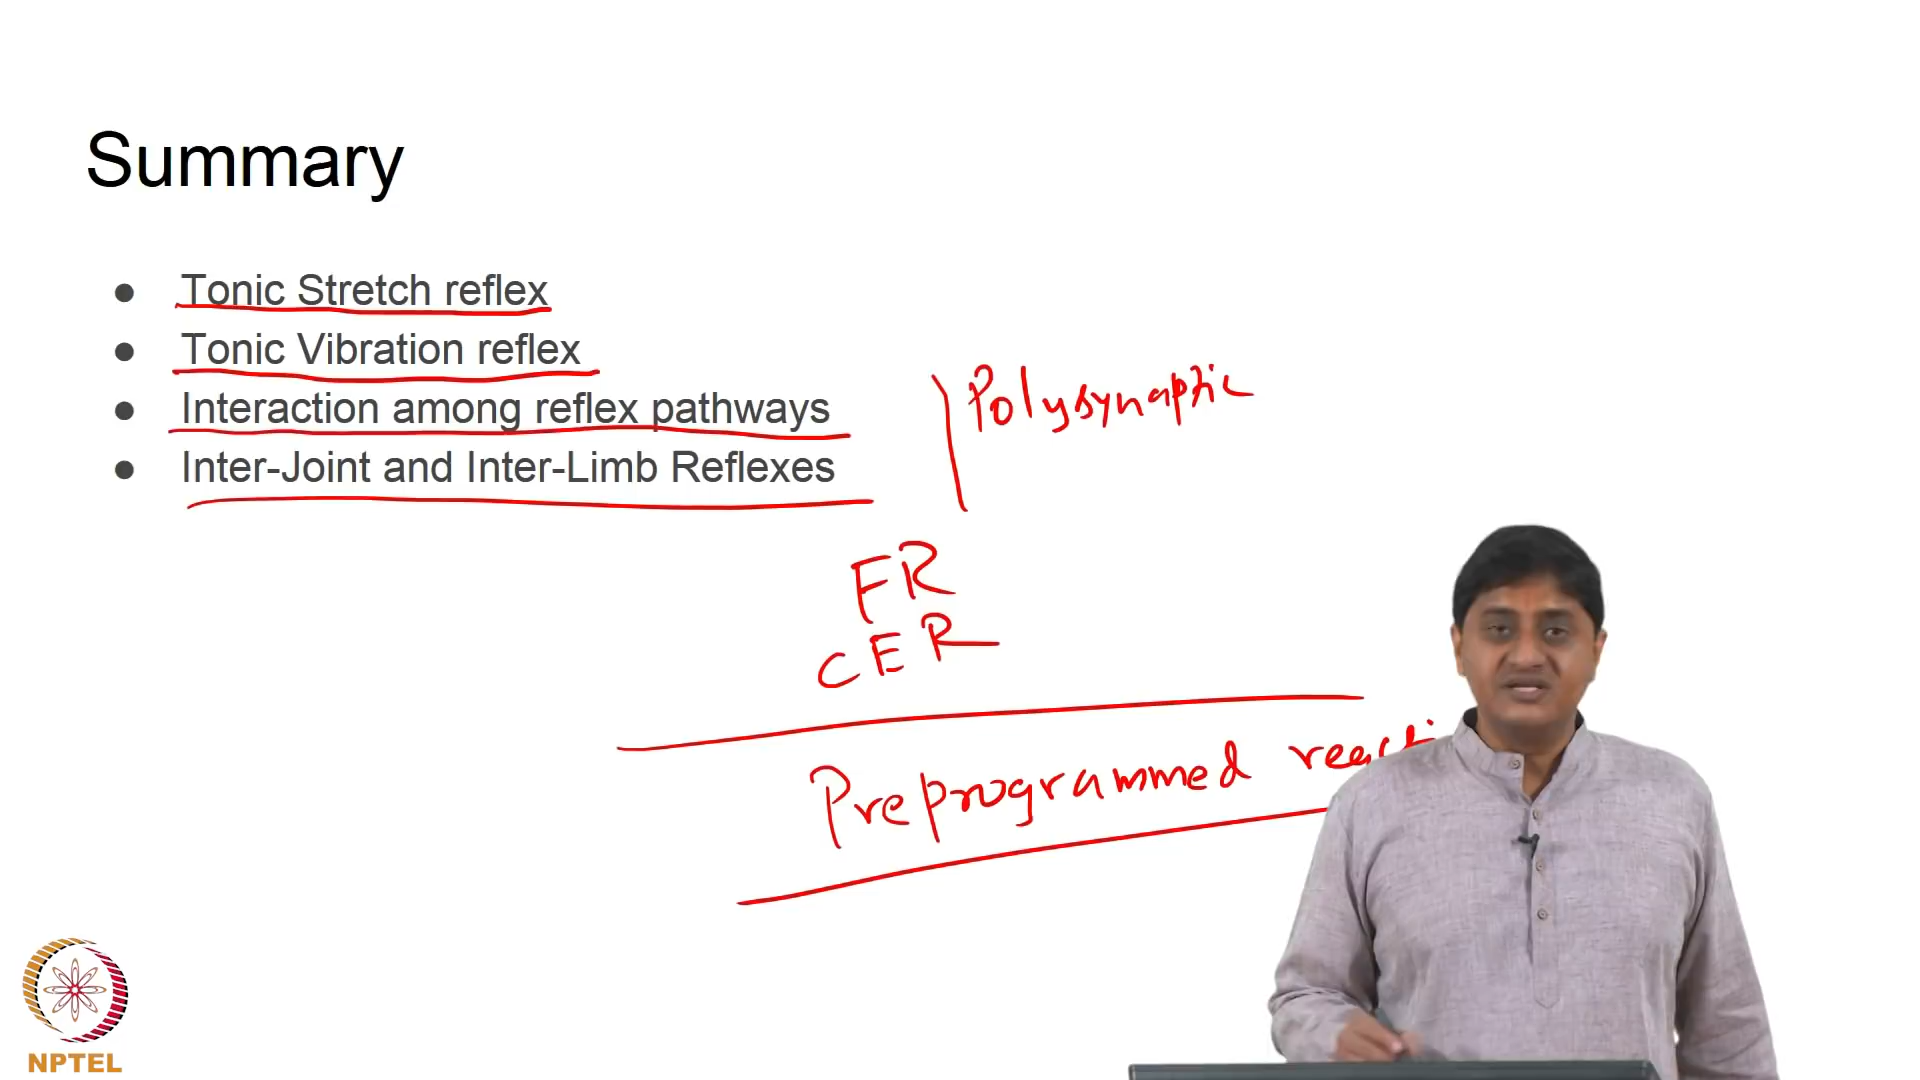 Summary
● Tonic Stretch reflex
● Tonic Vibration reflex
● Interaction among reflex pathways
● Inter-Joint and Inter-Limb Reflexes
Polysynaptic
FR
CER
Preprogrammed
NPTEL